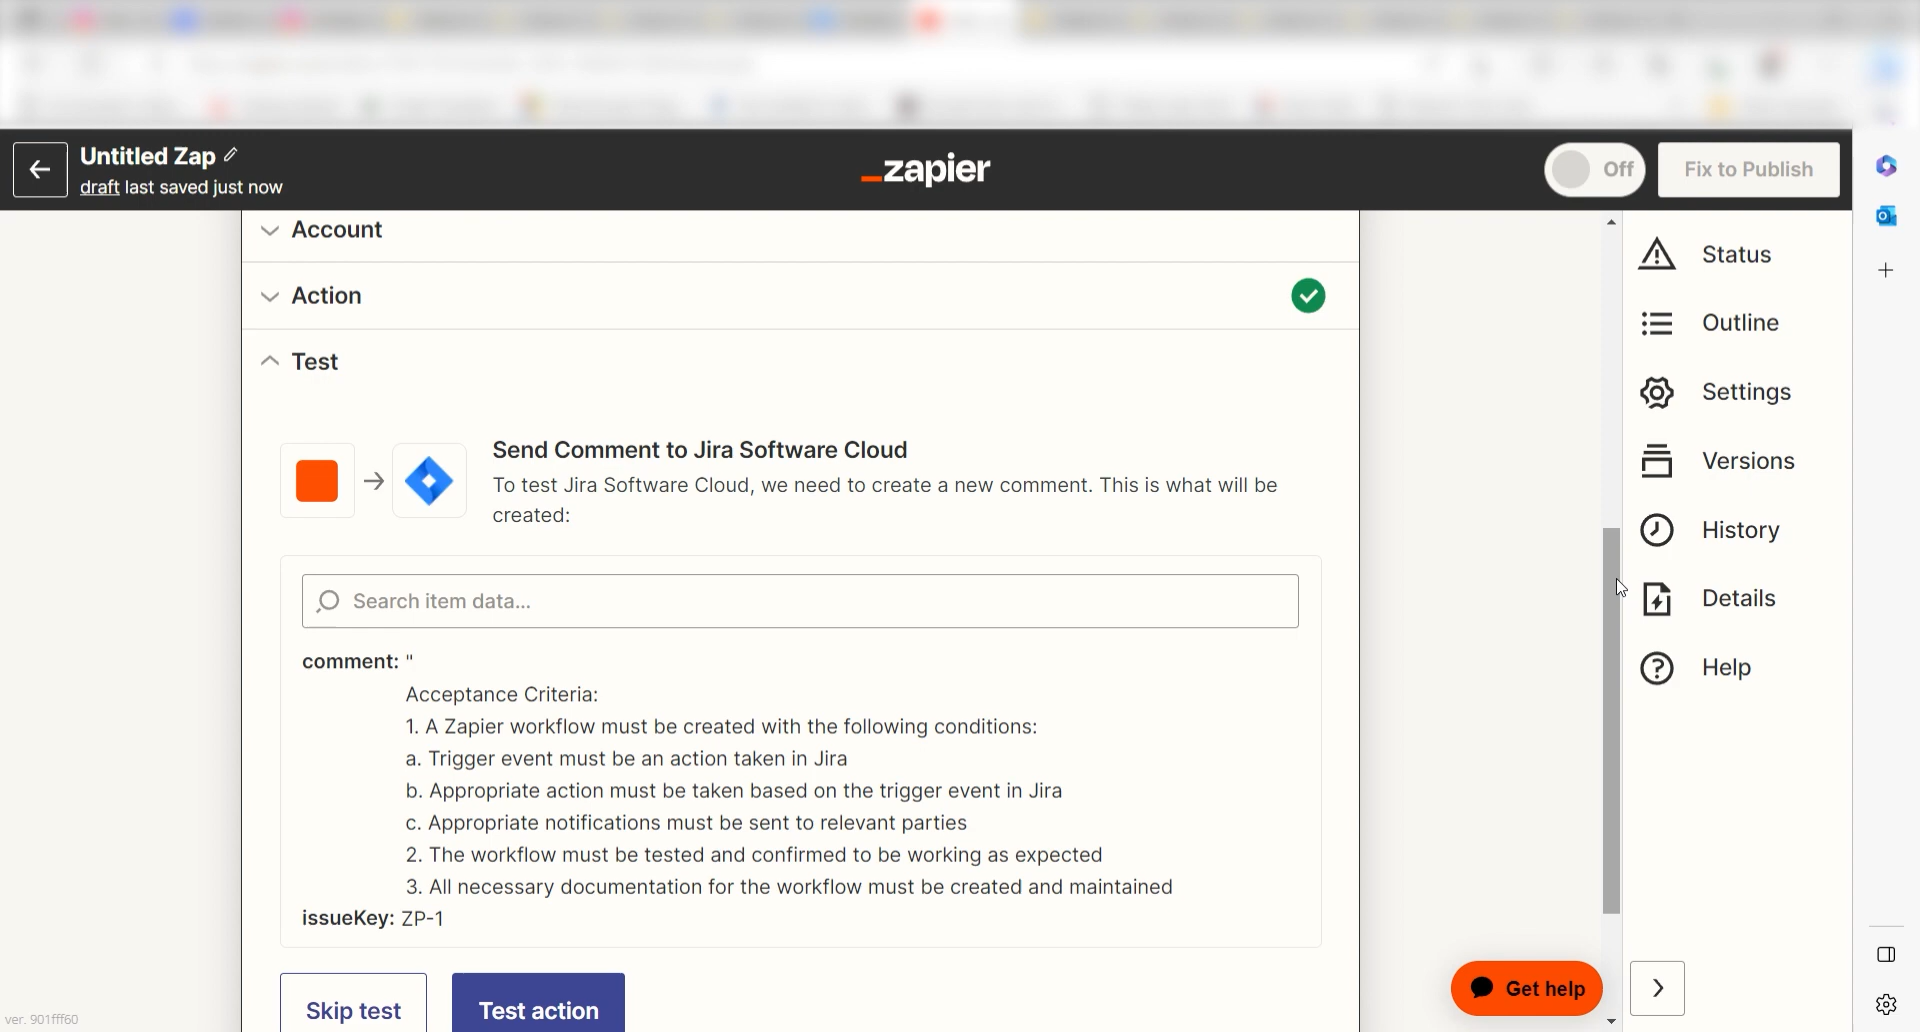 Untitled Zap
draft last saved just now
zapier
Off
Fix to Publish
Account
Action
Test
Send Comment to Jira Software Cloud
To test Jira Software Cloud, we need to create a new comment. This is what will be
created:
Search item data...
comment: "
Acceptance Criteria:
1. A Zapier workflow must be created with the following conditions:
a. Trigger event must be an action taken in Jira
b. Appropriate action must be taken based on the trigger event in Jira
c. Appropriate notifications must be sent to relevant parties
2. The workflow must be tested and confirmed to be working as expected
3. All necessary documentation for the workflow must be created and maintained
issueKey: ZP-1
Skip test
Test action
Status
Outline
Settings
Versions
History
Details
Help
Get help
ver. 901fff60